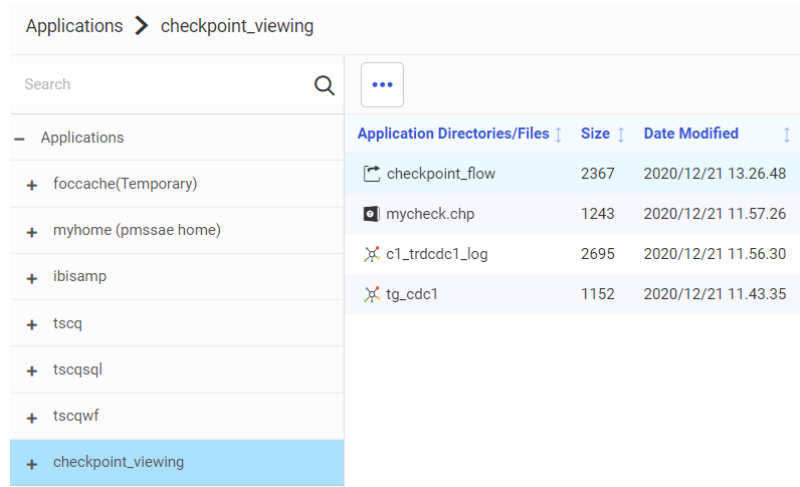 Applications checkpoint_viewing
Search
Applications
foccache(Temporary)
myhome (pmssae home)
ibisamp
tscq
tscqsql
tscqwf
checkpoint_viewing
Application Directories/Files Size Date Modified
checkpoint_flow 2367 2020/12/21 13.26.48
mycheck.chp 1243 2020/12/21 11.57.26
c1_trdcdc1_log 2695 2020/12/21 11.56.30
tg_cdc1 1152 2020/12/21 11.43.35